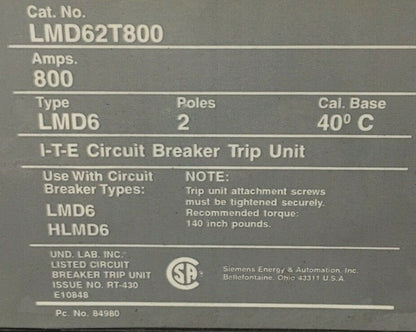 Cat. No.
LMD62T800
Amps.
800
Type Poles Cal. Base
LMD6 2 40º C
I-T-E Circuit Breaker Trip Unit
Use With Circuit
Breaker Types:
LMD6
HLMD6
NOTE:
Trip unit attachment screws
must be tightened securely.
Recommended torque:
140 inch pounds.
UND. LAB. INC.
LISTED CIRCUIT
BREAKER TRIP UNIT
ISSUE NO. RT-430
E10848
SA
Siemens Energy & Automation, Inc.
Bellefontaine, Ohio 43311 U.S.A.
Pc. No. 84980